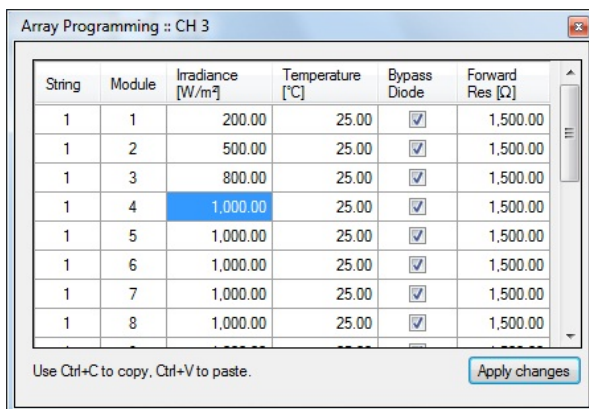 Array Programming :: CH 3
String Module Irradiance [W/m²] Temperature [°C] Bypass Diode Forward Res [Ω]
1 1 200.00 25.00 1,500.00
1 2 500.00 25.00 1,500.00
1 3 800.00 25.00 1,500.00
1 4 1,000.00 25.00 1,500.00
1 5 1,000.00 25.00 1,500.00
1 6 1,000.00 25.00 1,500.00
1 7 1,000.00 25.00 1,500.00
1 8 1,000.00 25.00 1,500.00
Use Ctrl+C to copy, Ctrl+V to paste. Apply changes